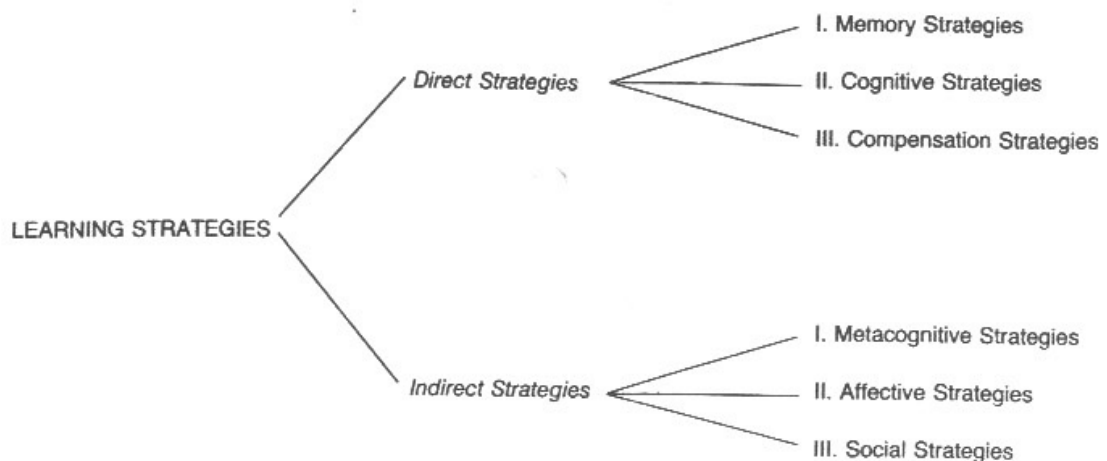 LEARNING STRATEGIES
Direct Strategies
I. Memory Strategies
II. Cognitive Strategies
III. Compensation Strategies
Indirect Strategies
I. Metacognitive Strategies
II. Affective Strategies
III. Social Strategies